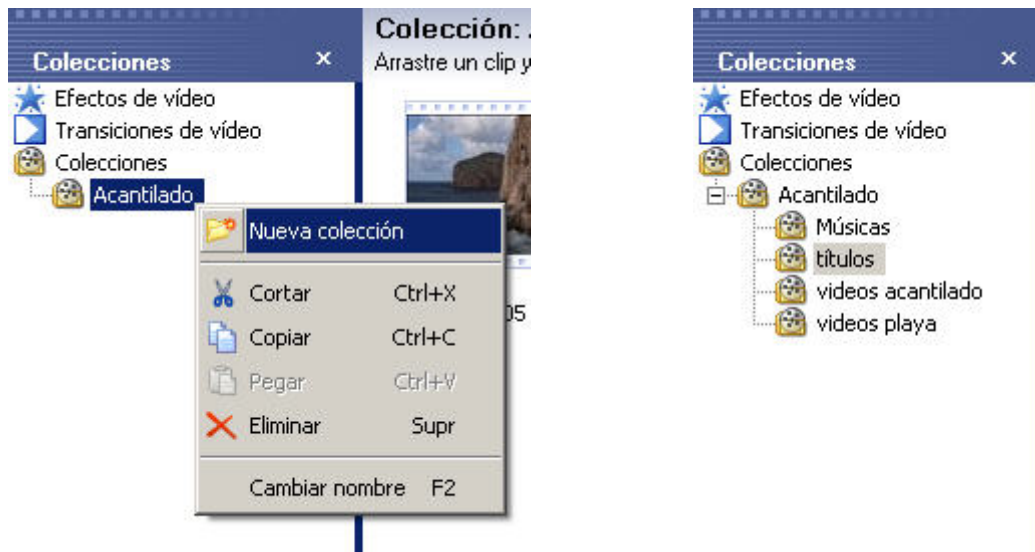 Colecciones x
Efectos de vídeo
Transiciones de vídeo
Colecciones
Acantilado
Colección:
Arrastre un clip y
05
Nueva colección
Cortar Ctrl+X
Copiar Ctrl+C
Pegar Ctrl+V
Eliminar Supr
Cambiar nombre F2
Colecciones x
Efectos de vídeo
Transiciones de vídeo
Colecciones
Acantilado
Músicas
títulos
videos acantilado
videos playa